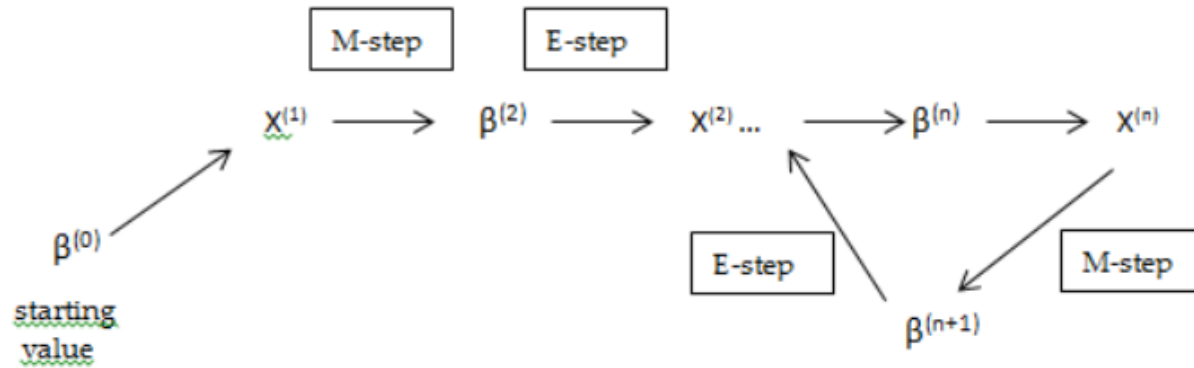 M-step
E-step
X⁽¹⁾
β⁽²⁾
X⁽²⁾ ...
β⁽ⁿ⁾
X⁽ⁿ⁾
β⁽⁰⁾
starting
value
E-step
M-step
β⁽ⁿ⁺¹⁾